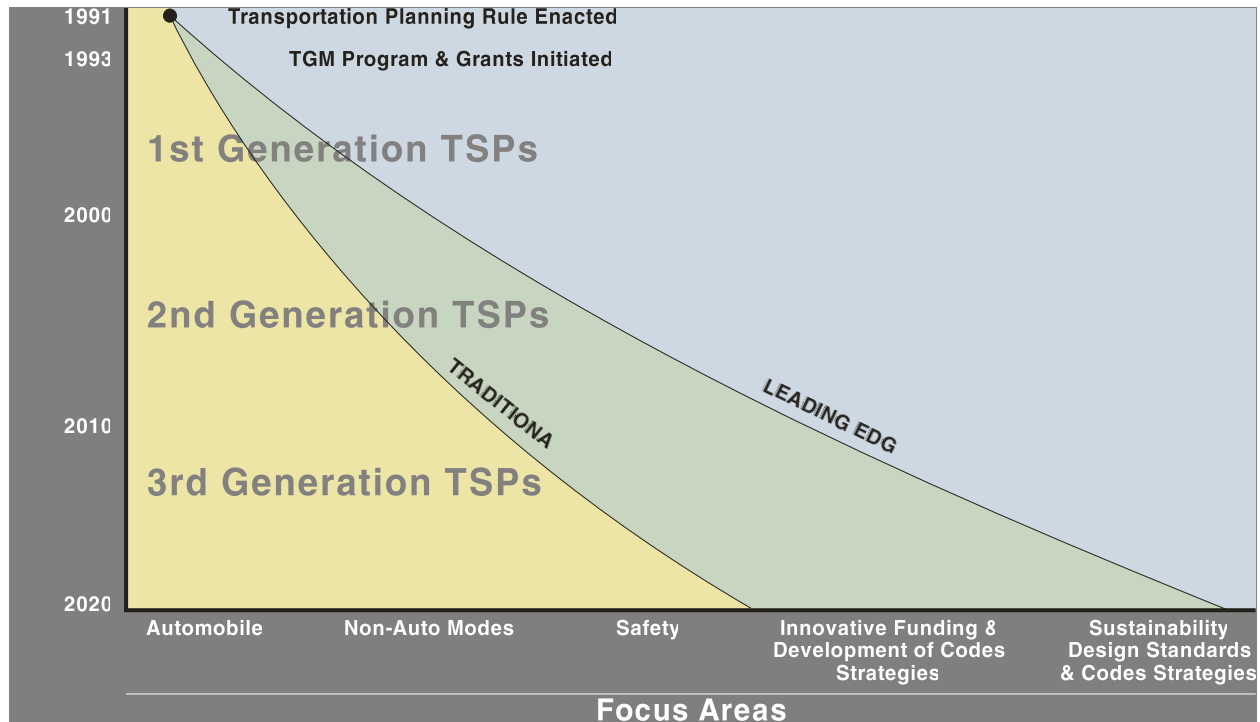 1991 Transportation Planning Rule Enacted
1993 TGM Program & Grants Initiated
1st Generation TSPs
2000
2nd Generation TSPs
TRADITIONA
LEADING EDG
2010
3rd Generation TSPs
2020
Automobile
Non-Auto Modes
Safety
Innovative Funding &
Development of Codes
Strategies
Sustainability
Design Standards
& Codes Strategies
Focus Areas